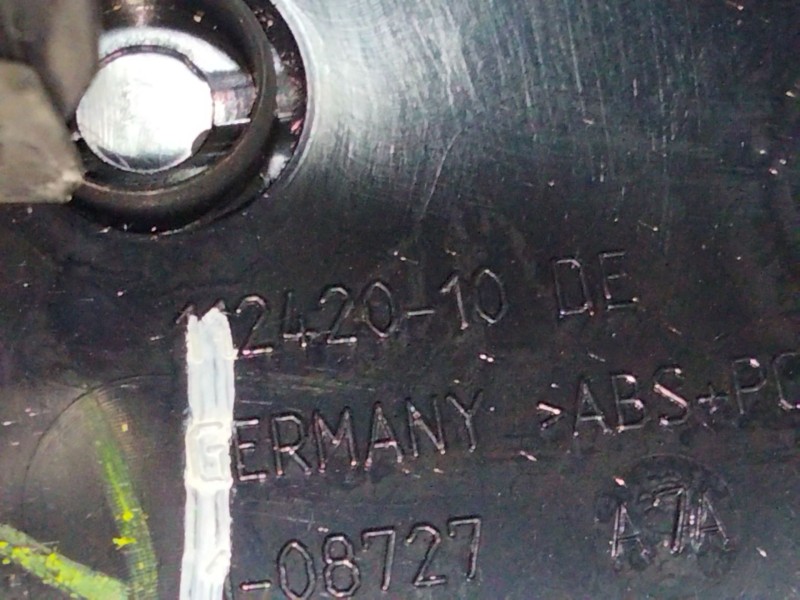 2420-10 DE
GERMANY >ABS+PC
-08727 A7A